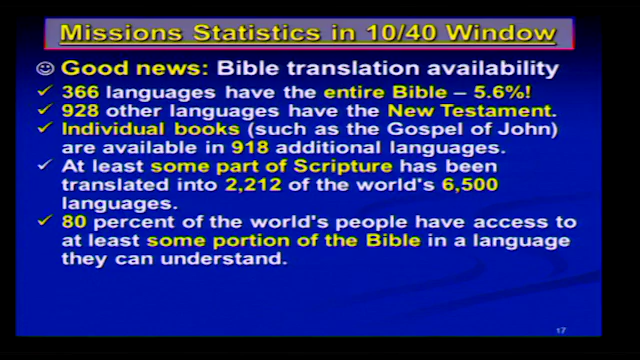 Missions Statistics in 10/40 Window
☺ Good news: Bible translation availability
✓ 366 languages have the entire Bible – 5.6%!
✓ 928 other languages have the New Testament.
✓ Individual books (such as the Gospel of John)
are available in 918 additional languages.
✓ At least some part of Scripture has been
translated into 2,212 of the world's 6,500
languages.
✓ 80 percent of the world's people have access to
at least some portion of the Bible in a language
they can understand.
17